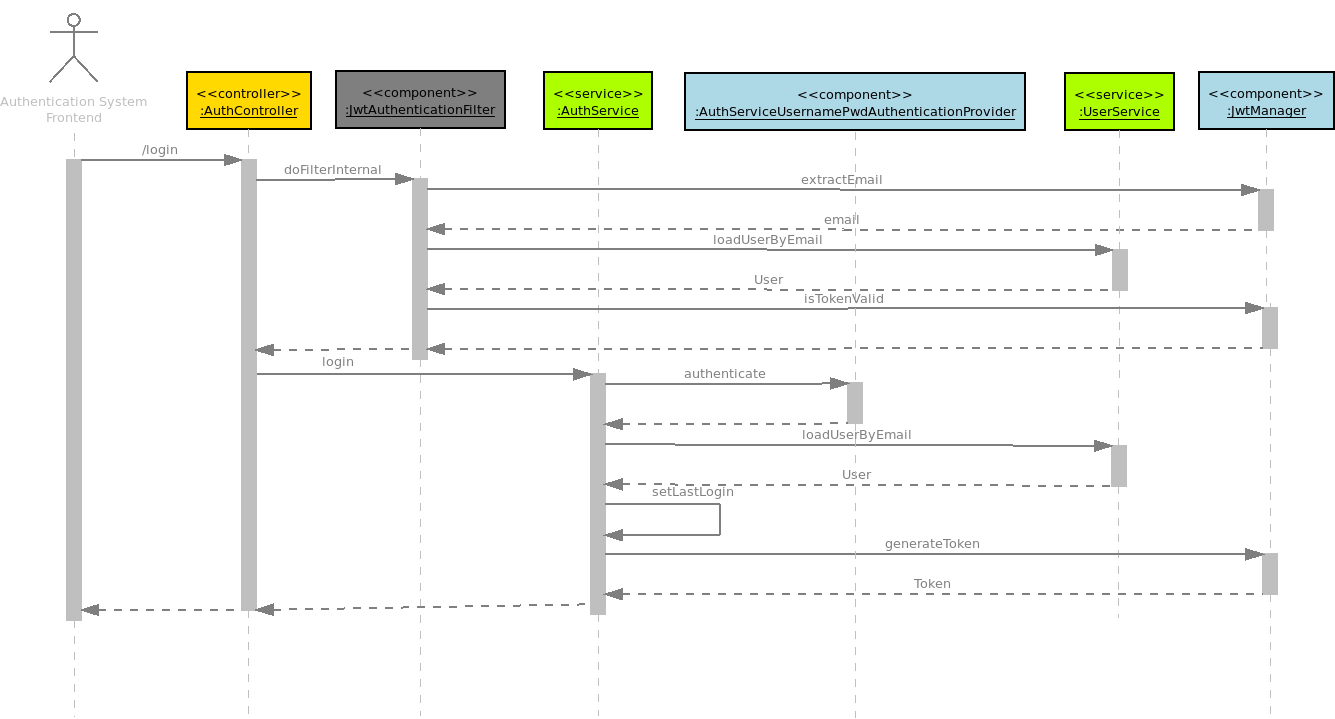 Authentication System
Frontend
<<controller>>
:AuthController
<<component>>
:JwtAuthenticationFilter
<<service>>
:AuthService
<<component>>
:AuthServiceUsernamePwdAuthenticationProvider
<<service>>
:UserService
<<component>>
:JwtManager
/login
doFilterInternal
extractEmail
email
loadUserByEmail
User
isTokenValid
login
authenticate
loadUserByEmail
User
setLastLogin
generateToken
Token